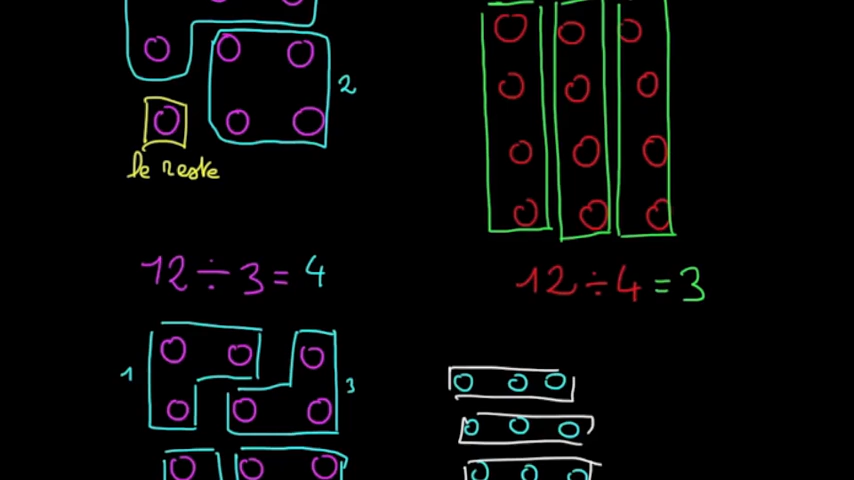 2
le reste
12 ÷ 3 = 4
12 ÷ 4 = 3
1
3